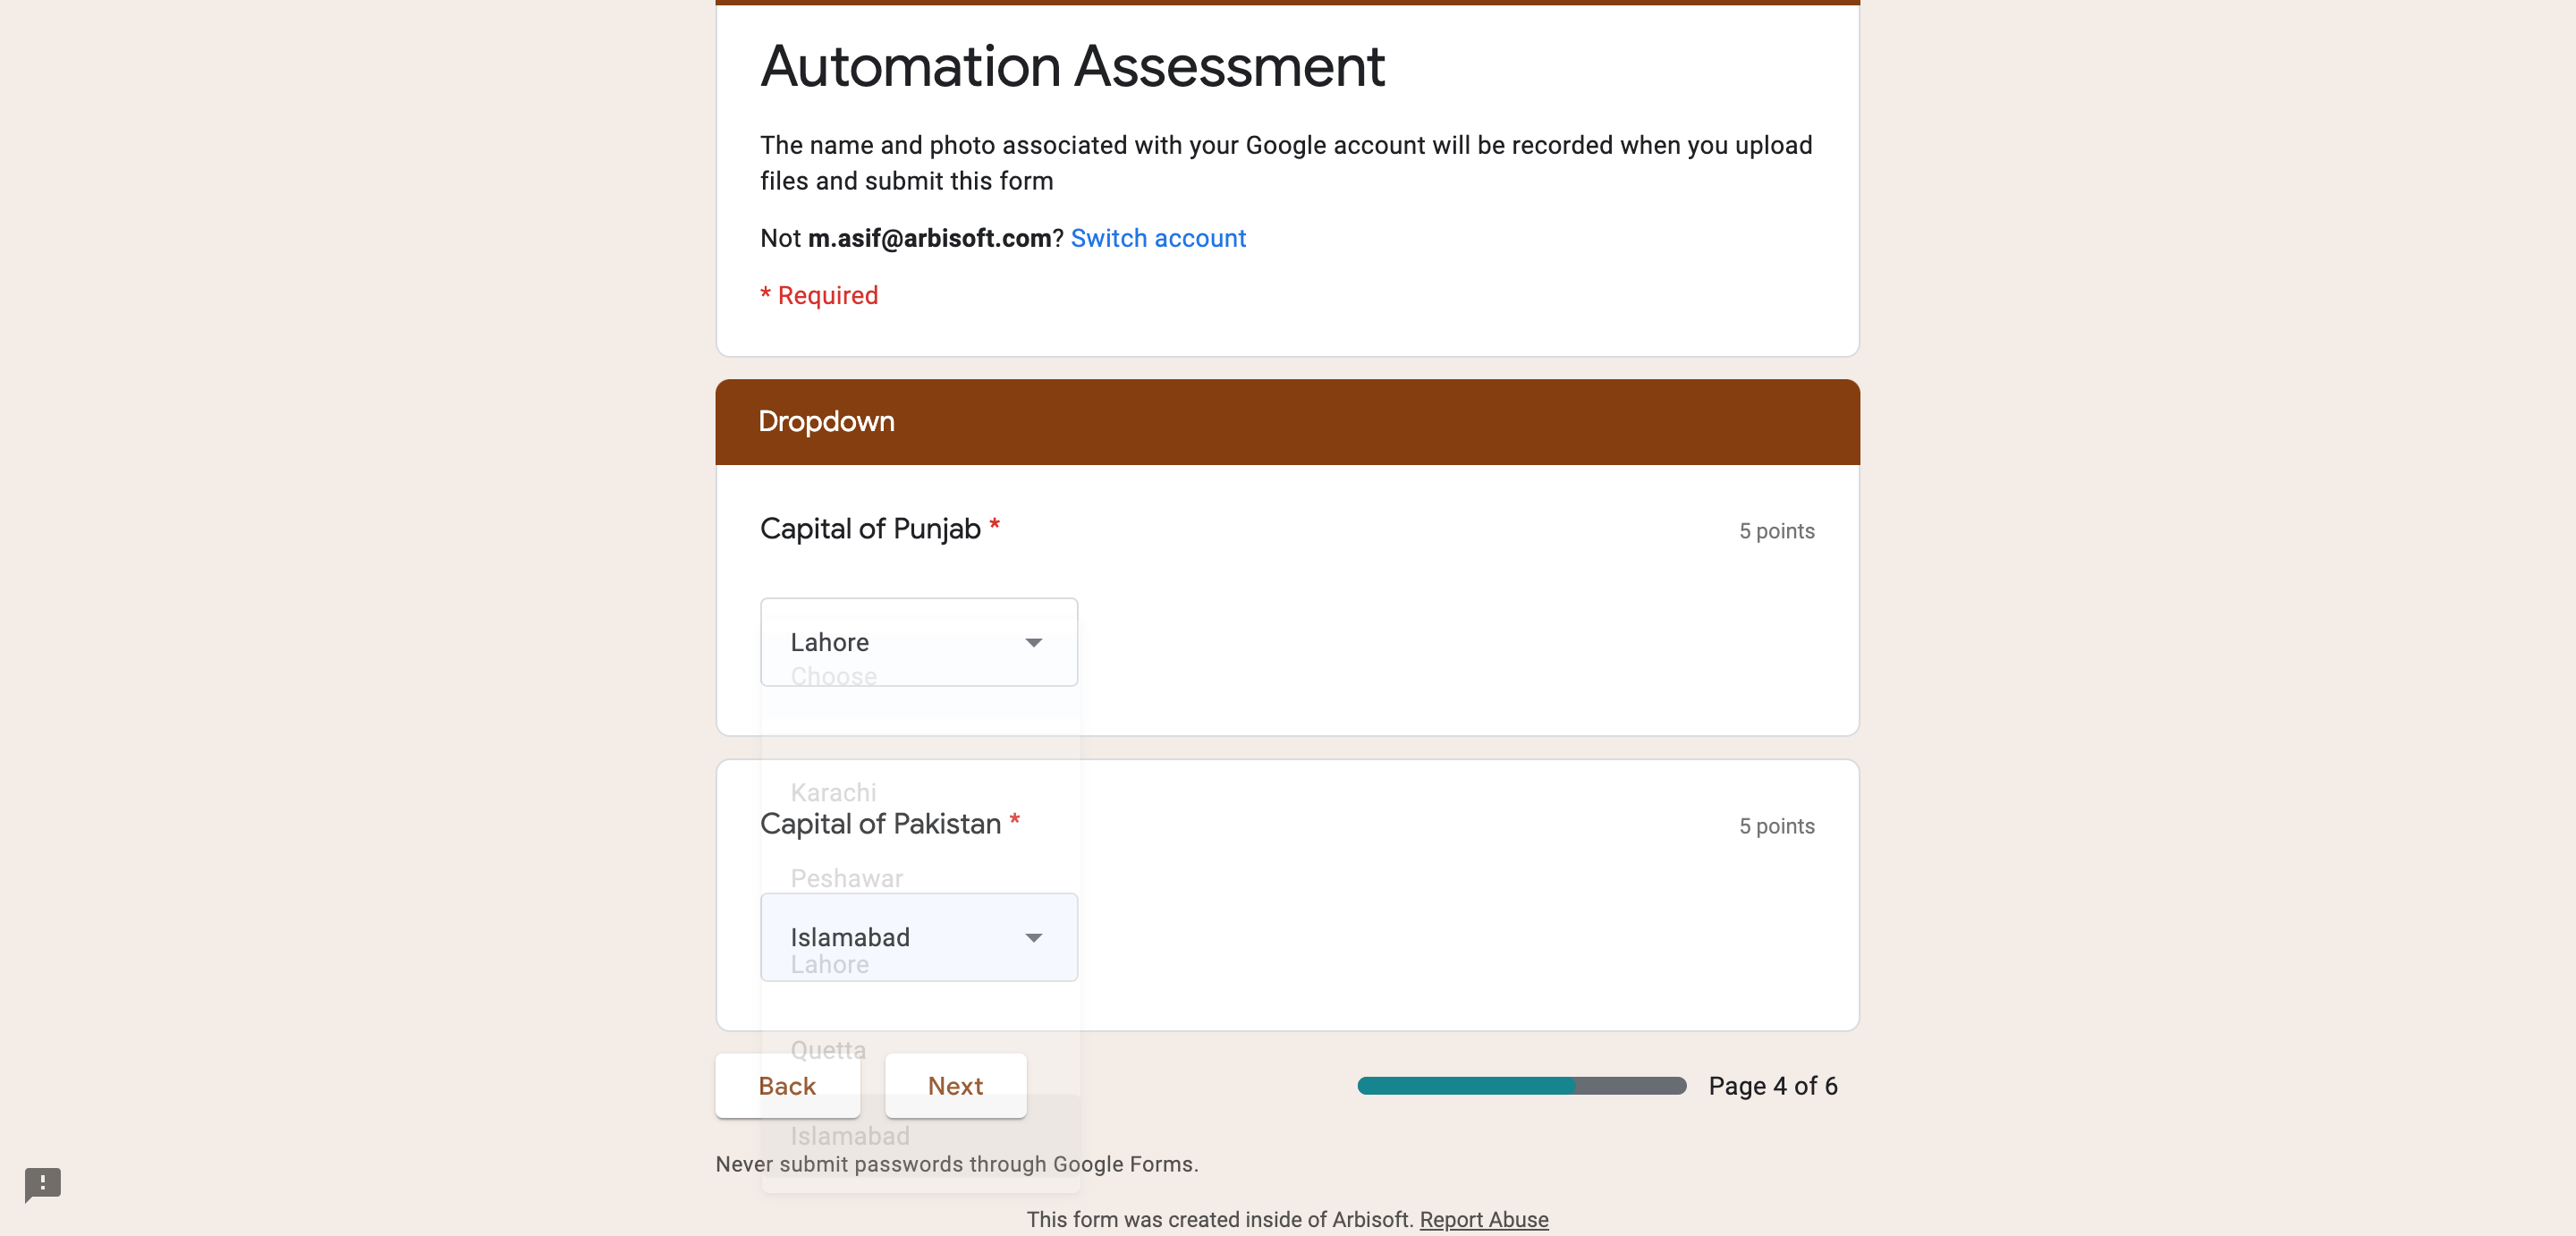 Automation Assessment
The name and photo associated with your Google account will be recorded when you upload
files and submit this form
Not m.asif@arbisoft.com? Switch account
* Required
Dropdown
Capital of Punjab *
5 points
Lahore
Choose
Karachi
Capital of Pakistan *
5 points
Peshawar
Islamabad
Lahore
Quetta
Back
Next
Page 4 of 6
Islamabad
Never submit passwords through Google Forms.
This form was created inside of Arbisoft. Report Abuse